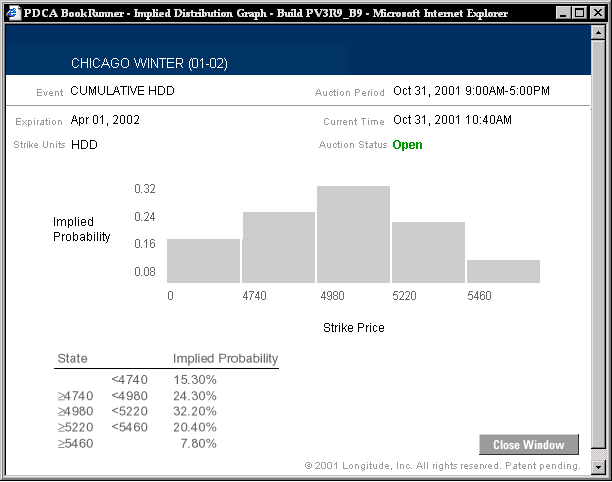 PDCA BookRunner - Implied Distribution Graph - Build PV3R9_B9 - Microsoft Internet Explorer
CHICAGO WINTER (01-02)
Event CUMULATIVE HDD Auction Period Oct 31, 2001 9:00AM-5:00PM
Expiration Apr 01, 2002 Current Time Oct 31, 2001 10:40AM
Strike Units HDD Auction Status Open
0.32
0.24
Implied
Probability
0.16
0.08
0 4740 4980 5220 5460
Strike Price
State Implied Probability
<4740 15.30%
≥4740 <4980 24.30%
≥4980 <5220 32.20%
≥5220 <5460 20.40%
≥5460 7.80%
Close Window
© 2001 Longitude, Inc. All rights reserved. Patent pending.